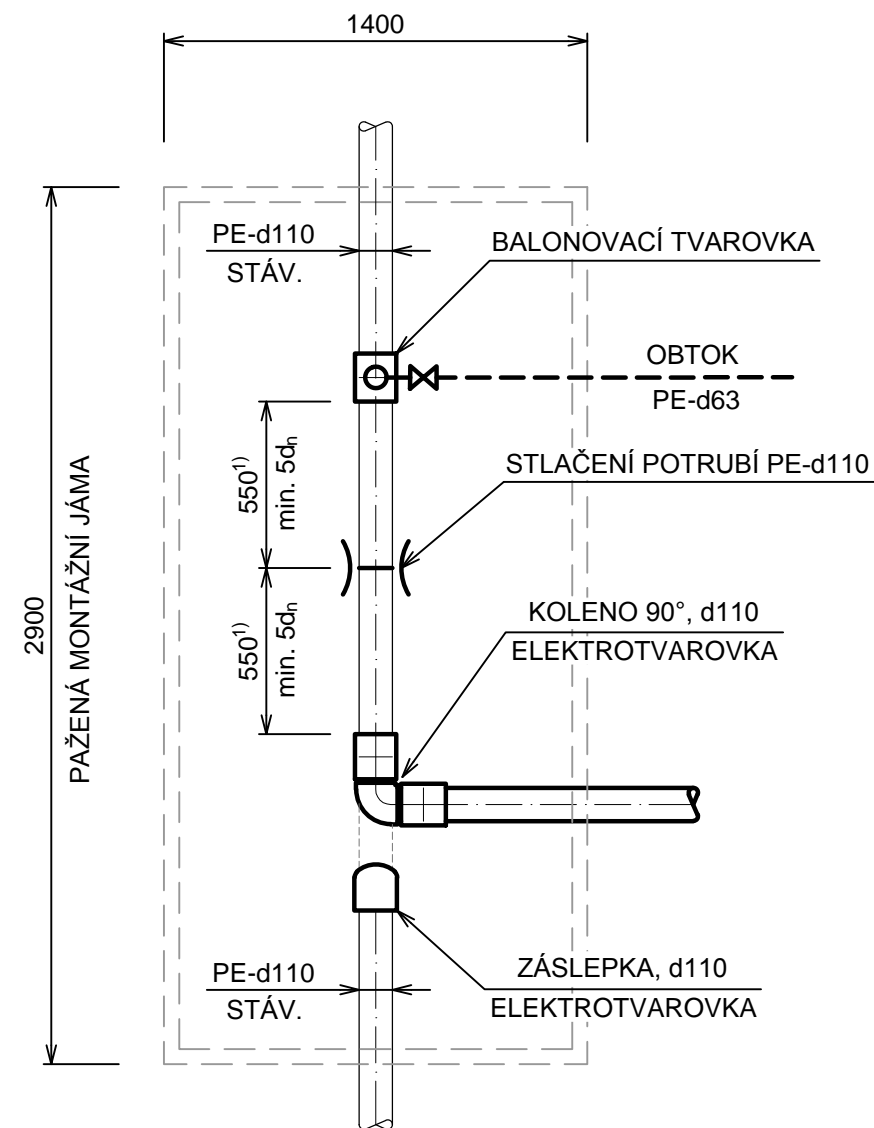 1400
PE-d110
STÁV.
BALONOVACÍ TVAROVKA
OBTOK
PE-d63
550¹⁾
min. 5dₙ
STLAČENÍ POTRUBÍ PE-d110
2900
PAŽENÁ MONTÁŽNÍ JÁMA
550¹⁾
min. 5dₙ
KOLENO 90°, d110
ELEKTROTVAROVKA
PE-d110
STÁV.
ZÁSLEPKA, d110
ELEKTROTVAROVKA